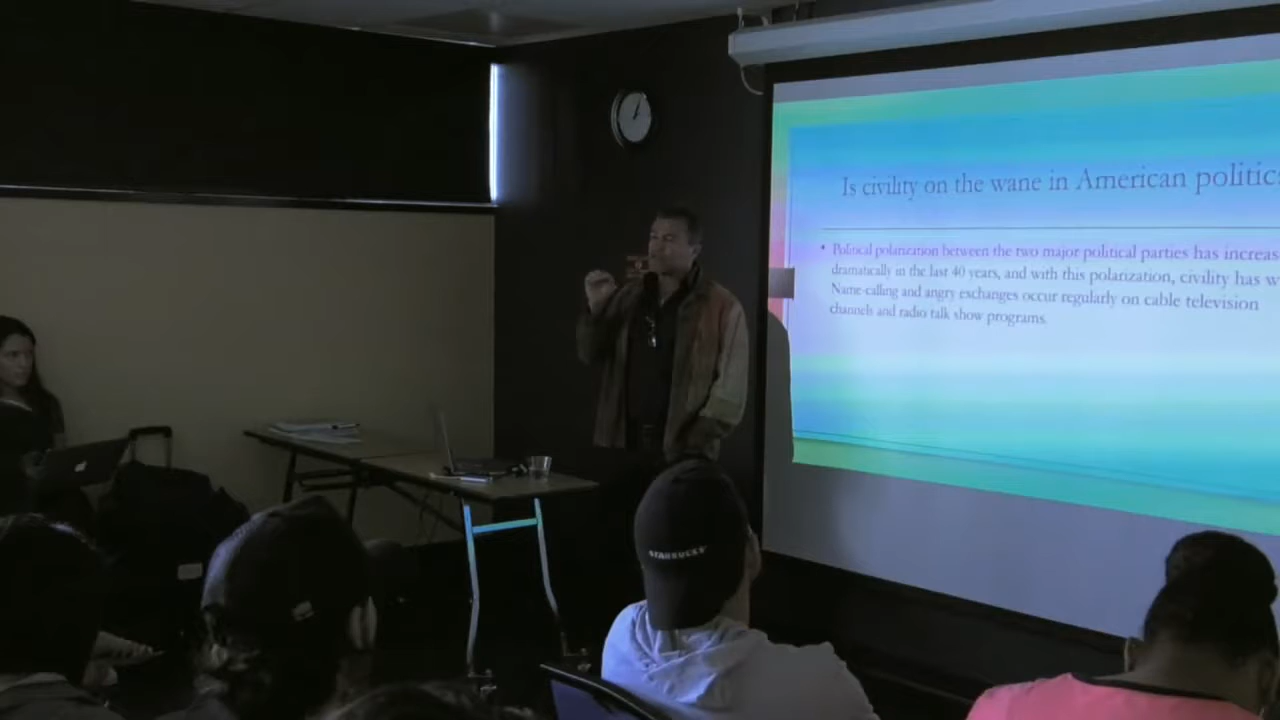 Is civility on the wane in American politics
Political polarization between the two major political parties has increas
dramatically in the last 40 years, and with this polarization, civility has w
Name-calling and angry exchanges occur regularly on cable television
channels and radio talk show programs.
STARBUCKS